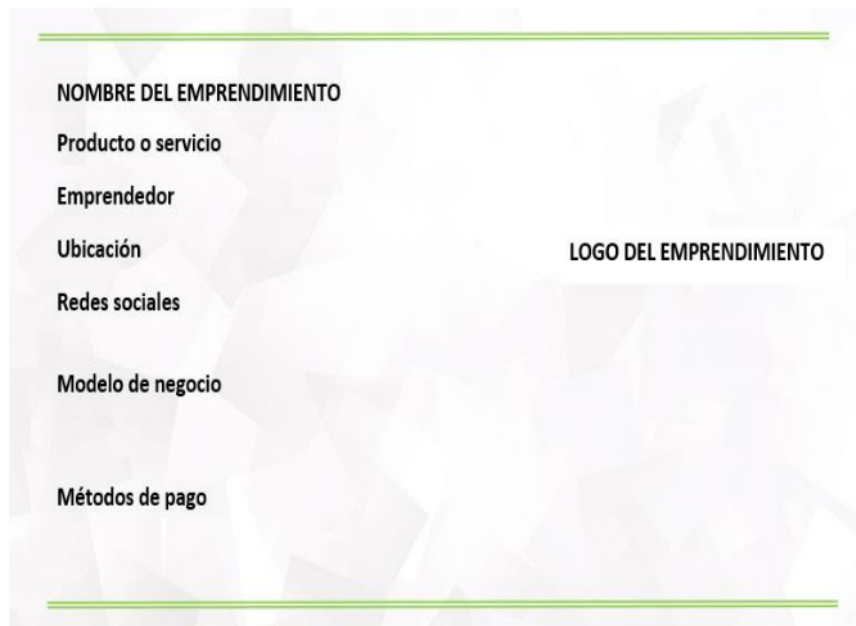 NOMBRE DEL EMPRENDIMIENTO
Producto o servicio
Emprendedor
Ubicación
LOGO DEL EMPRENDIMIENTO
Redes sociales
Modelo de negocio
Métodos de pago